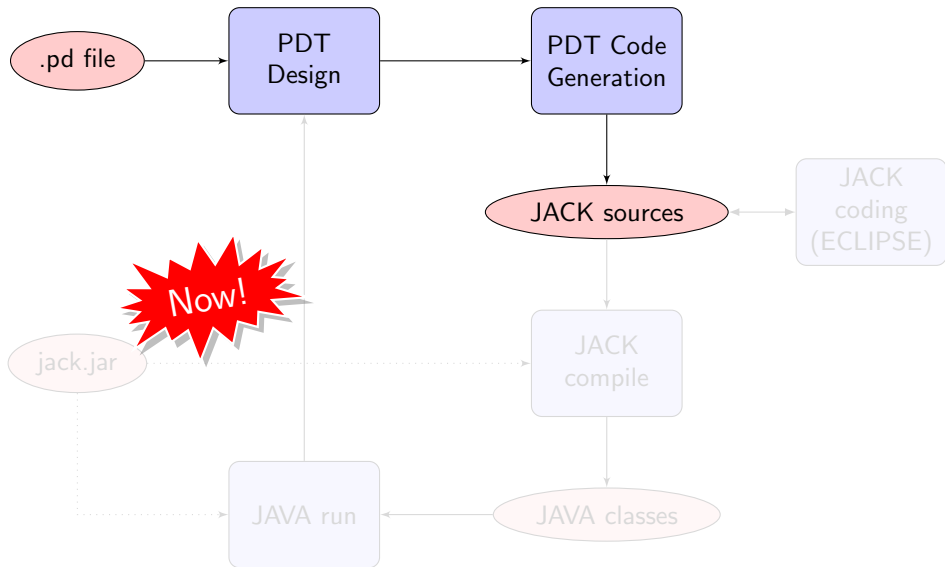 .pd file
PDT
Design
PDT Code
Generation
JACK sources
JACK
coding
(ECLIPSE)
Now!
jack.jar
JACK
compile
JAVA run
JAVA classes